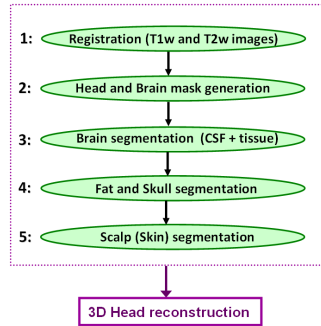 1: Registration (T1w and T2w images)
2: Head and Brain mask generation
3: Brain segmentation (CSF + tissue)
4: Fat and Skull segmentation
5: Scalp (Skin) segmentation
3D Head reconstruction